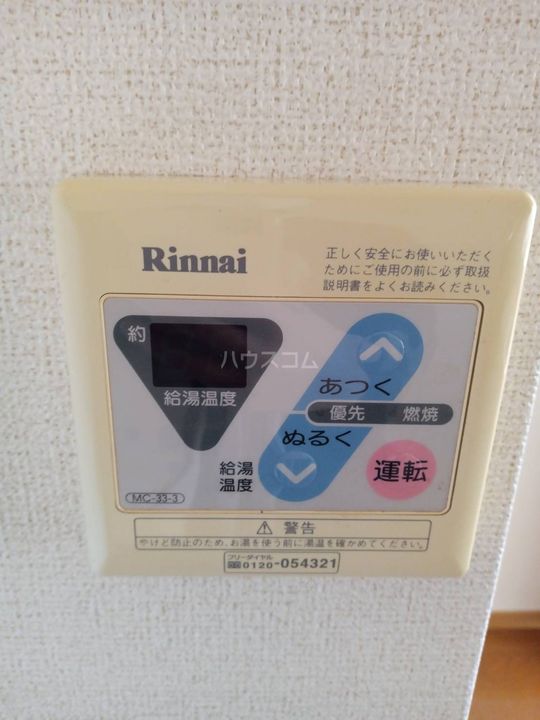 Rinnai
正しく安全にお使いいただく
ためにご使用の前に必ず取扱
説明書をよくお読みください。
約
給湯温度
ハウスコム
あつく
優先 燃焼
ぬるく
給湯
温度
運転
MC-33-3
⚠ 警告
やけど防止のため、お湯を使う前に湯温を確かめてください。
フリーダイヤル
0120-054321